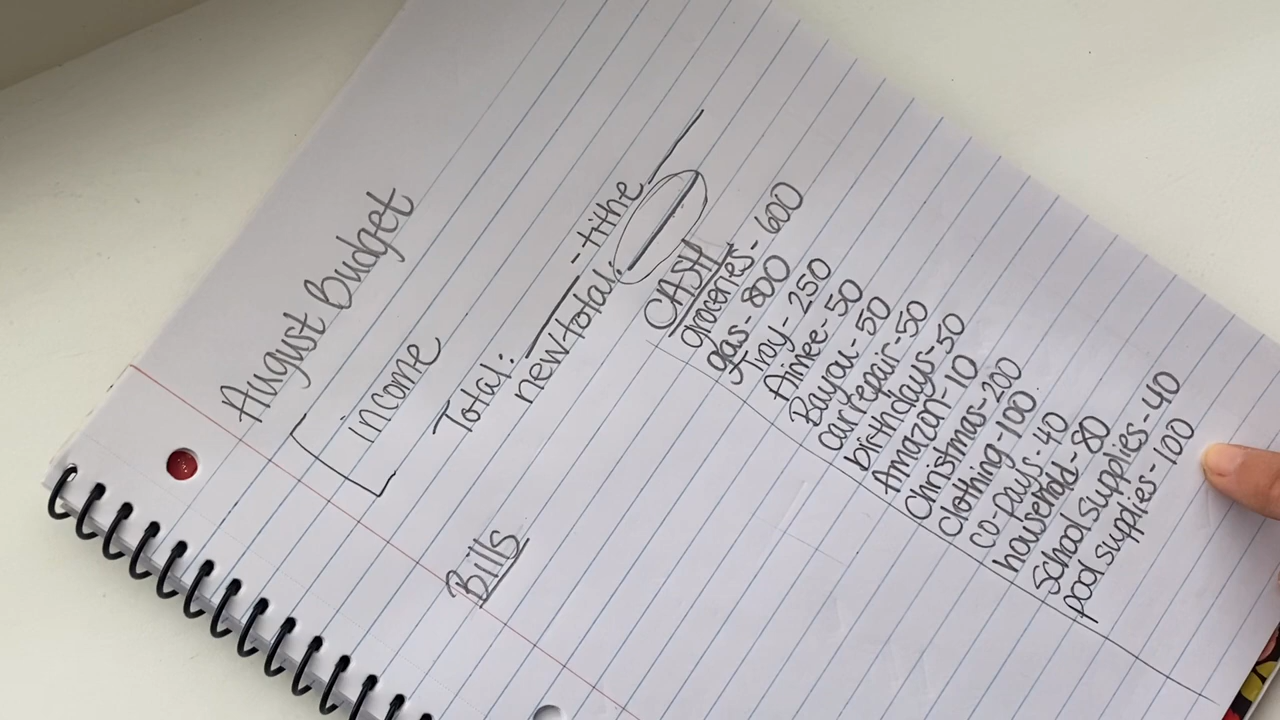 August Budget
income
Total: -tithe
new total:
Bills
CASH
groceries-600
gas-800
Tray-250
Aimee-50
Bayou-50
car repair-50
birthdays-50
Amazon-10
Christmas-200
clothing-100
co-pays-40
household-80
school supplies-40
pool supplies-100